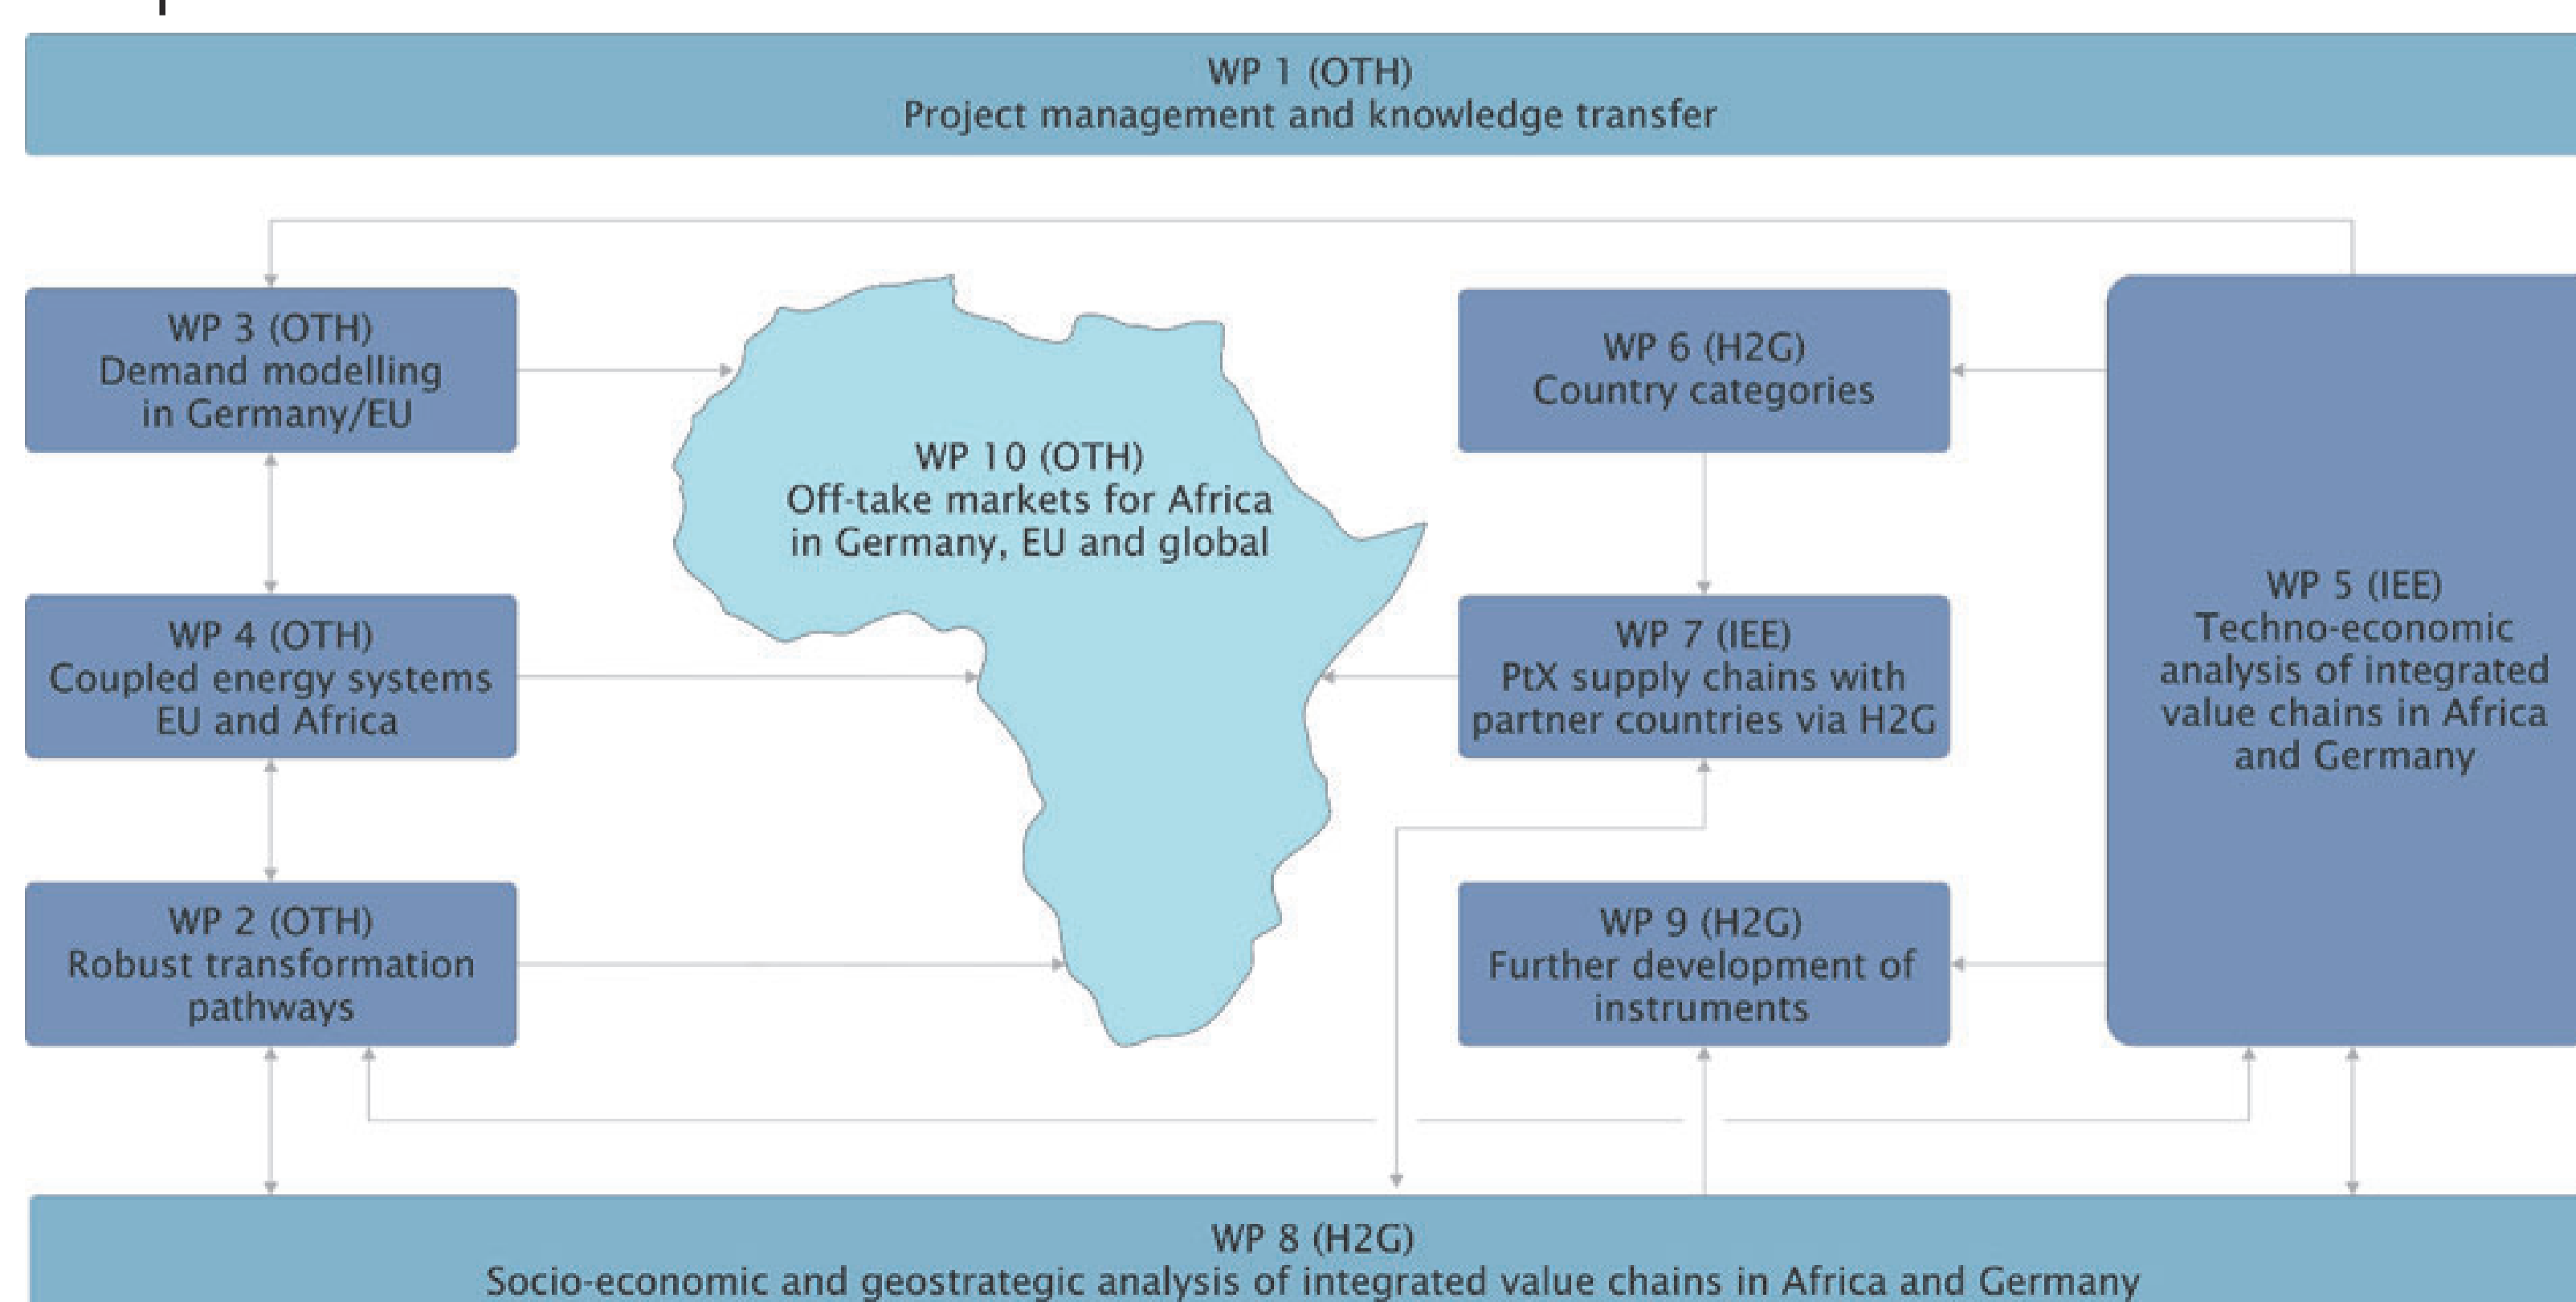 WP 1 (OTH)
Project management and knowledge transfer
WP 3 (OTH)
Demand modelling
in Germany/EU
WP 10 (OTH)
Off-take markets for Africa
in Germany, EU and global
WP 6 (H2G)
Country categories
WP 4 (OTH)
Coupled energy systems
EU and Africa
WP 7 (IEE)
PtX supply chains with
partner countries via H2G
WP 5 (IEE)
Techno-economic
analysis of integrated
value chains in Africa
and Germany
WP 2 (OTH)
Robust transformation
pathways
WP 9 (H2G)
Further development of
instruments
WP 8 (H2G)
Socio-economic and geostrategic analysis of integrated value chains in Africa and Germany